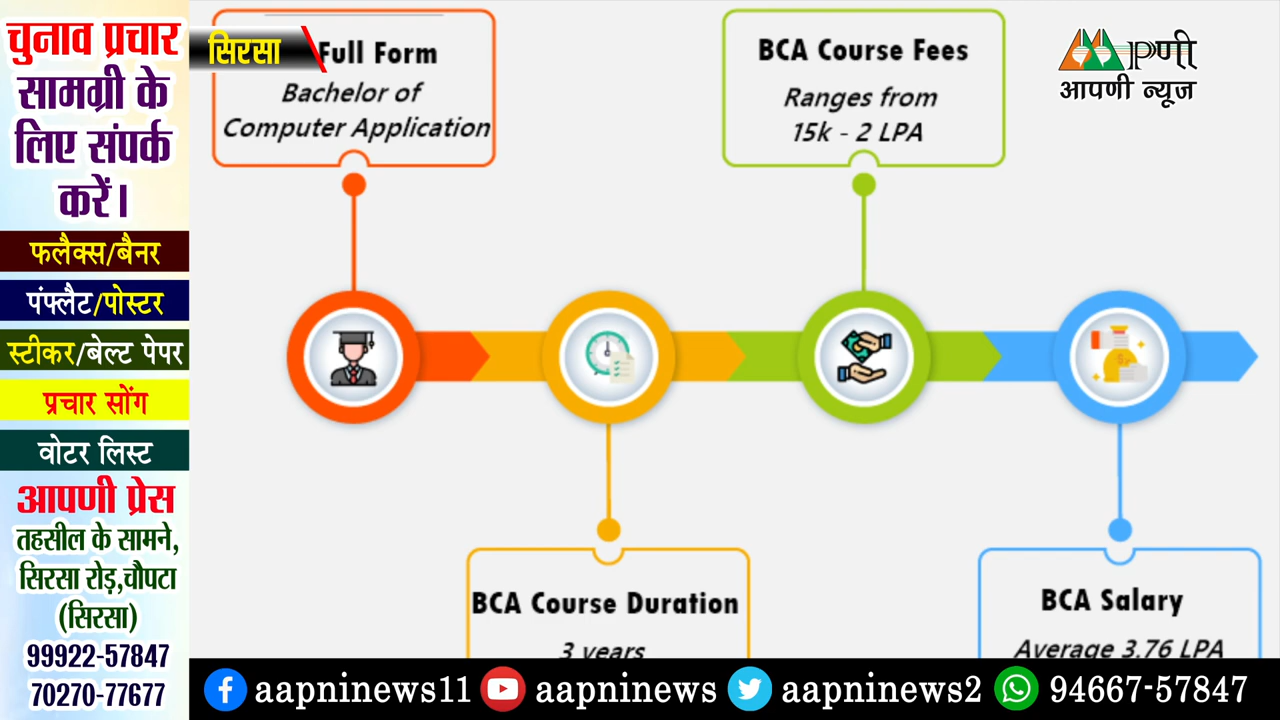 चुनाव प्रचार
सामग्री के
लिए संपर्क
करें।
फलैक्स/बैनर
पंफ्लैट/पोस्टर
स्टीकर/बेल्ट पेपर
प्रचार सोंग
वोटर लिस्ट
आपणी प्रेस
तहसील के सामने,
सिरसा रोड़,चौपटा
(सिरसा)
99922-57847
70270-77677
सिरसा
Full Form
Bachelor of
Computer Application
BCA Course Fees
Ranges from
15k - 2 LPA
आपणी न्यूज
BCA Course Duration
3 years
BCA Salary
Average 3.76 LPA
aapninews11
aapninews
aapninews2
94667-57847